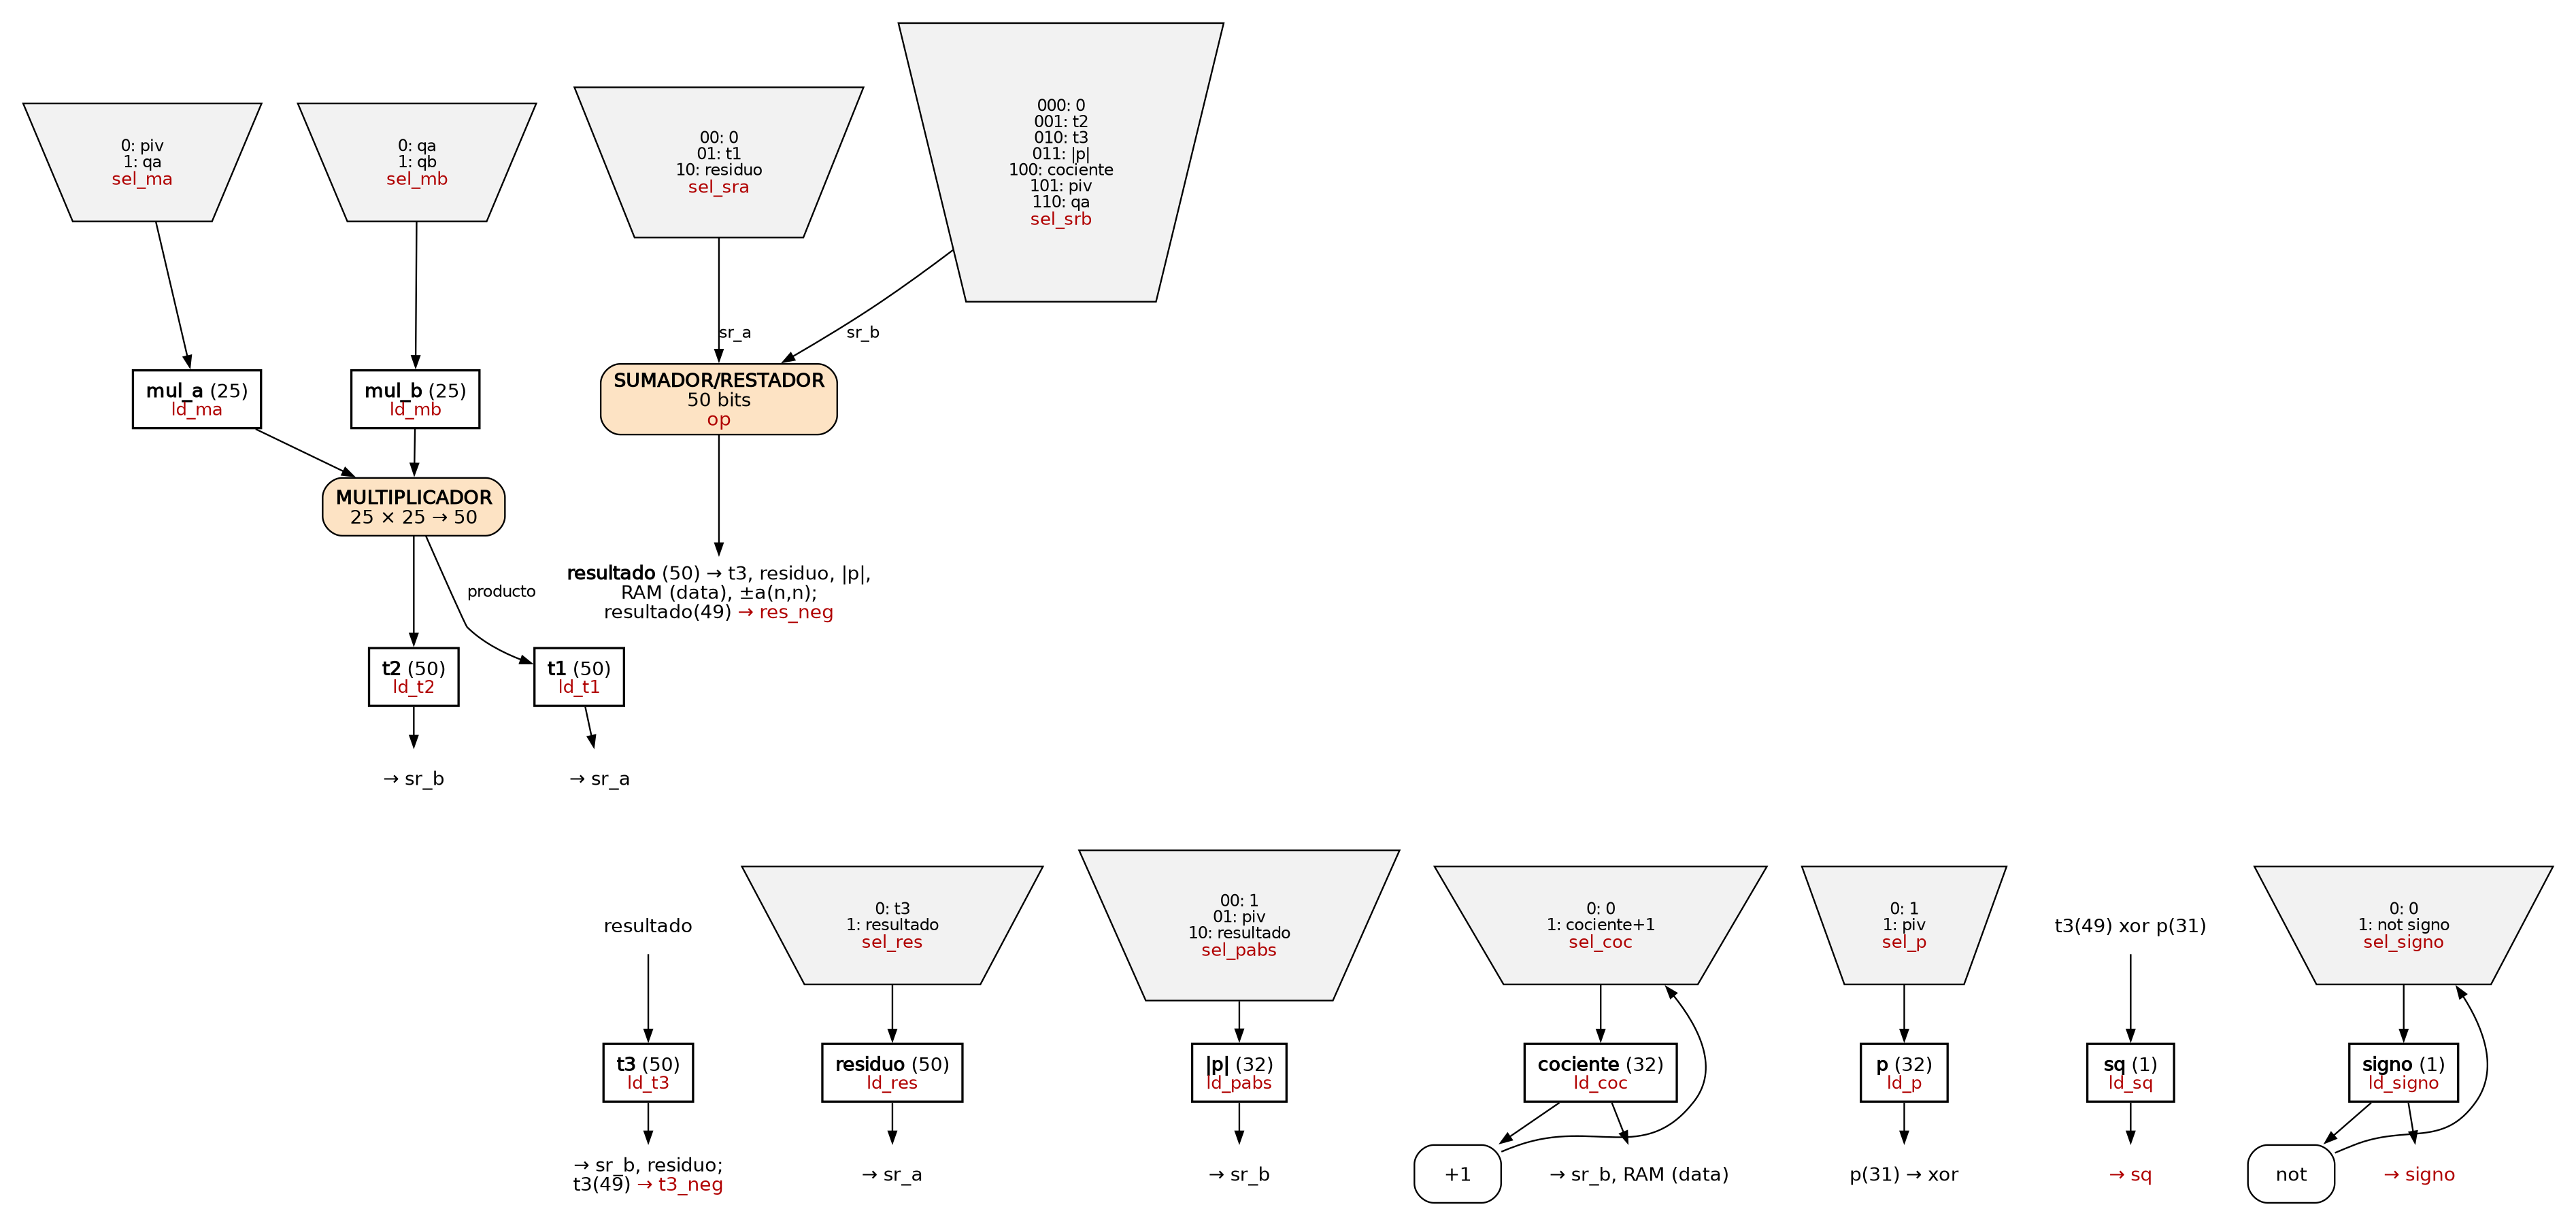 0: piv
1: qa
sel_ma
0: qa
1: qb
sel_mb
00: 0
01: t1
10: residuo
sel_sra
000: 0
001: t2
010: t3
011: |p|
100: cociente
101: piv
110: qa
sel_srb
sr_a
sr_b
mul_a (25)
ld_ma
mul_b (25)
ld_mb
SUMADOR/RESTADOR
50 bits
op
MULTIPLICADOR
25 × 25 → 50
producto
resultado (50) → t3, residuo, |p|,
RAM (data), ±a(n,n);
resultado(49) → res_neg
t2 (50)
ld_t2
t1 (50)
ld_t1
→ sr_b
→ sr_a
resultado
0: t3
1: resultado
sel_res
00: 1
01: piv
10: resultado
sel_pabs
0: 0
1: cociente+1
sel_coc
0: 1
1: piv
sel_p
t3(49) xor p(31)
0: 0
1: not signo
sel_signo
t3 (50)
ld_t3
residuo (50)
ld_res
|p| (32)
ld_pabs
cociente (32)
ld_coc
p (32)
ld_p
sq (1)
ld_sq
signo (1)
ld_signo
→ sr_b, residuo;
t3(49) → t3_neg
→ sr_a
→ sr_b
+1
→ sr_b, RAM (data)
p(31) → xor
→ sq
not
→ signo